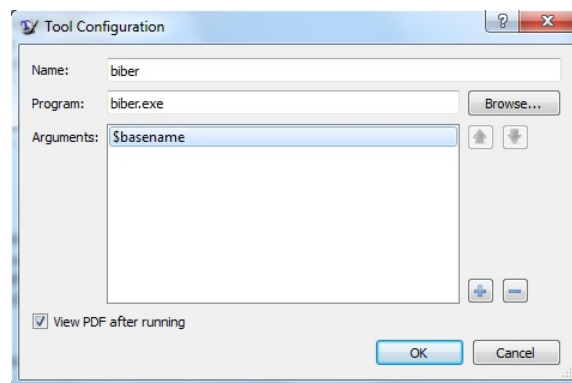 Tool Configuration
Name: biber
Program: biber.exe Browse...
Arguments: $basename
View PDF after running
OK Cancel